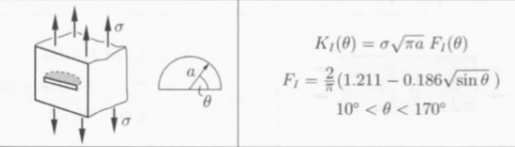 σ
a
θ
σ
K_I(θ) = σ√πa F_I(θ)
F_I = 2/π (1.211 − 0.186√sin θ )
10° < θ < 170°